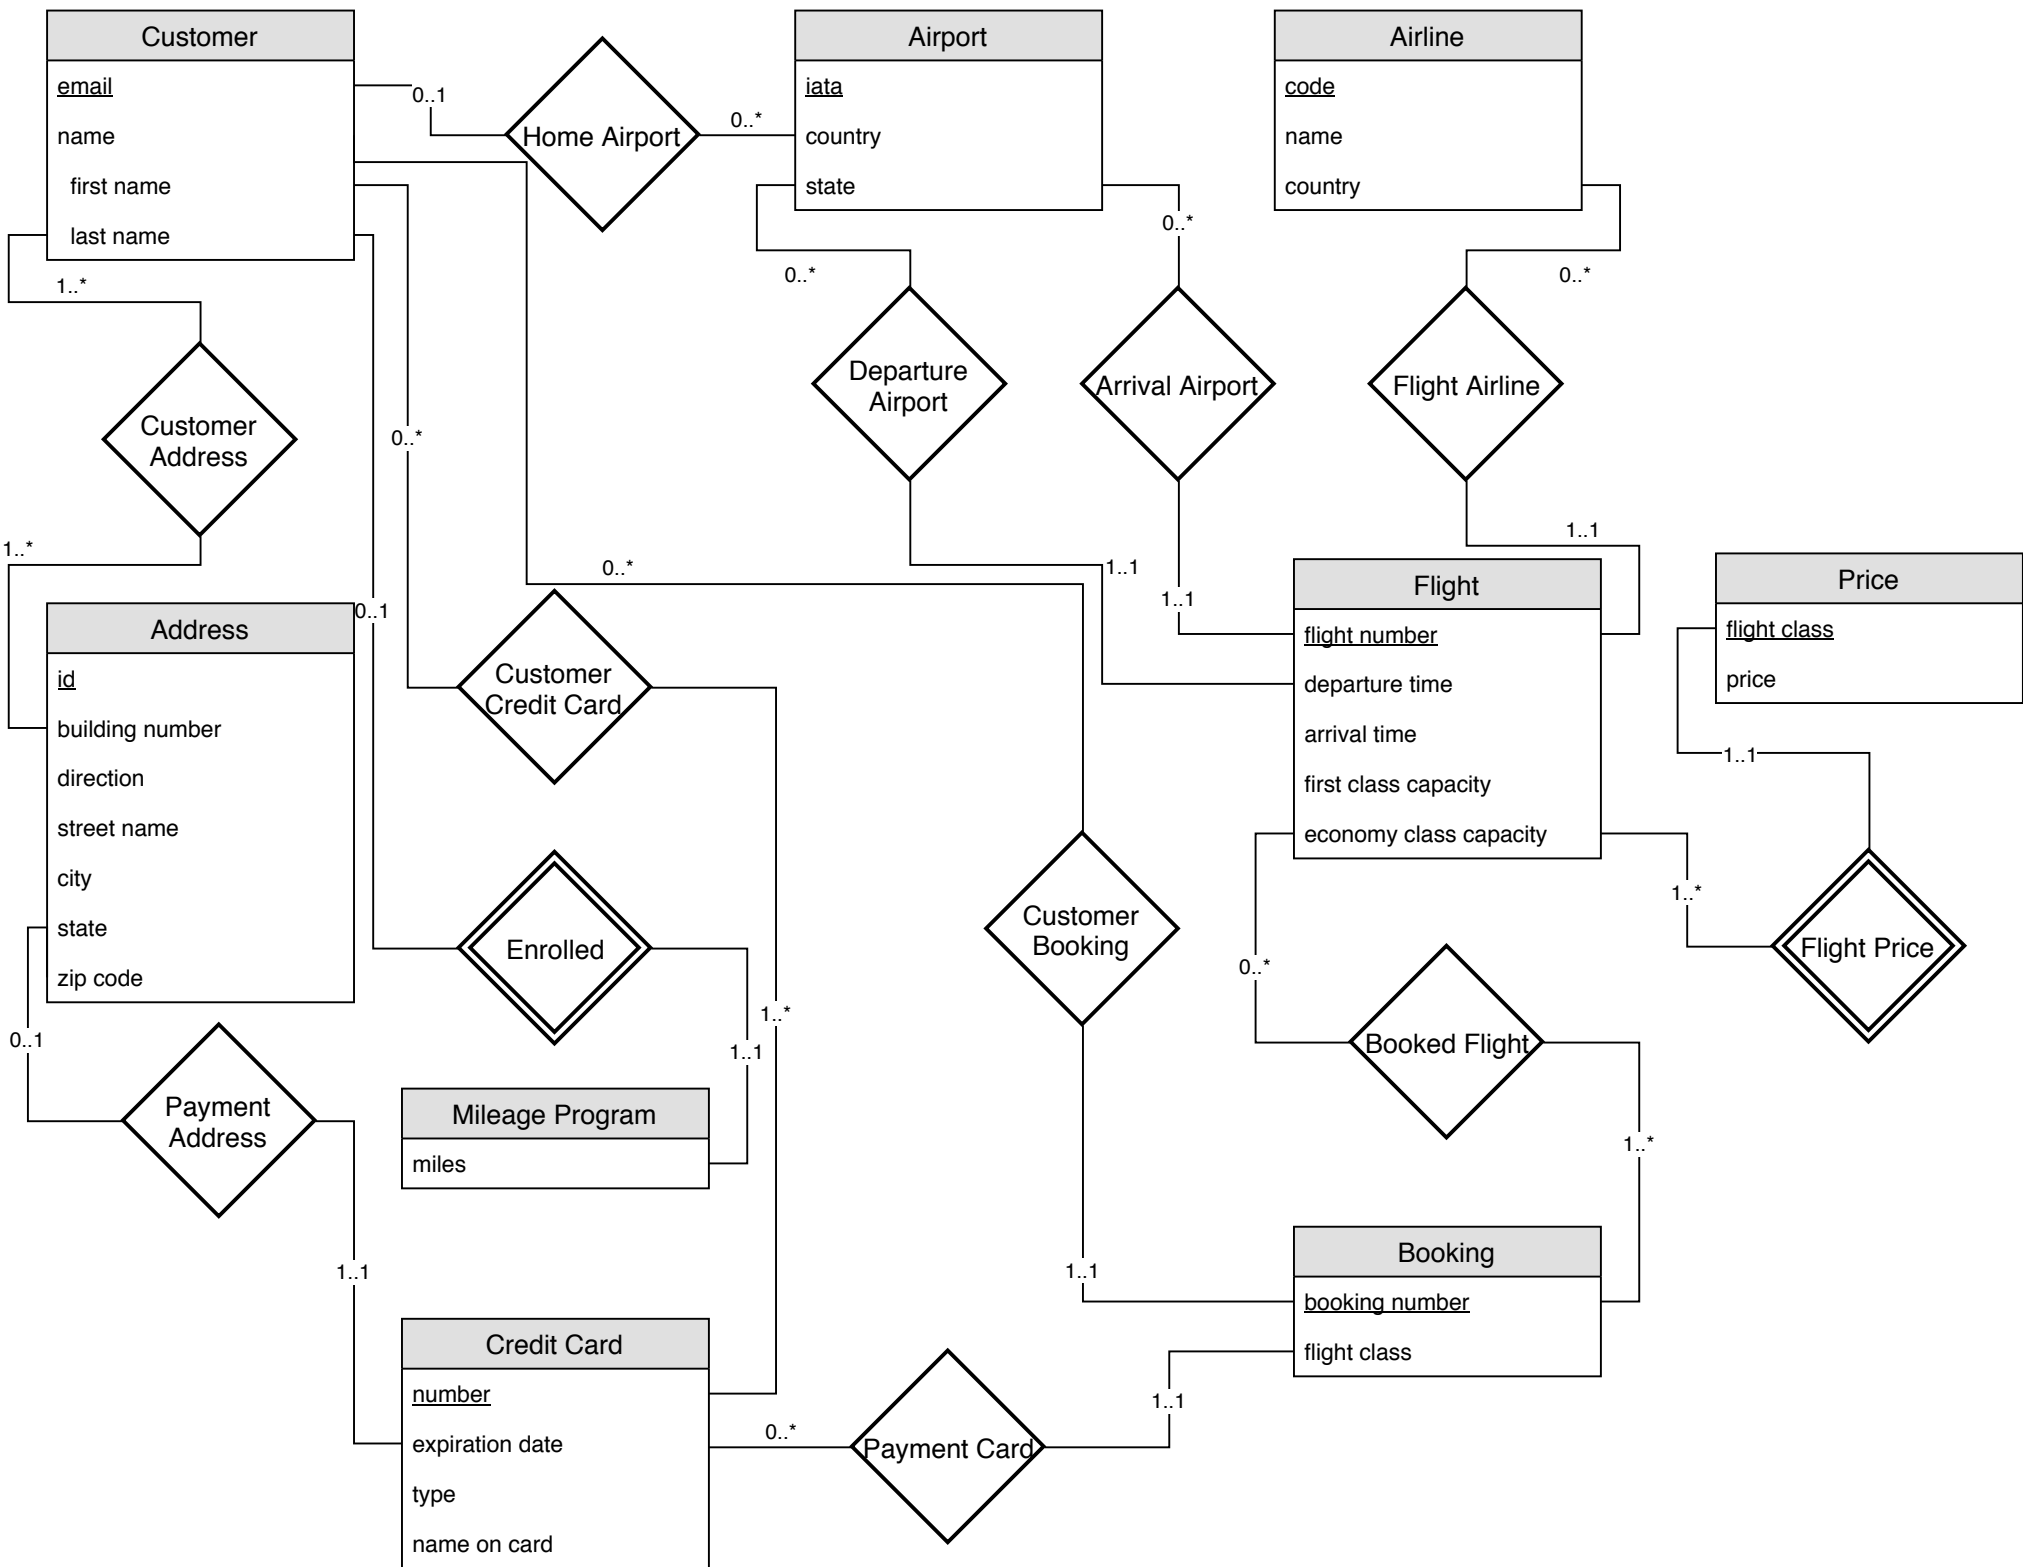 Customer
email
name
first name
last name
0..1
Home Airport
0..*
Airport
iata
country
state
Airline
code
name
country
1..*
0..*
0..*
0..*
Customer
Address
0..*
Departure
Airport
Arrival Airport
Flight Airline
1..*
0..1
0..*
1..1
1..1
1..1
Address
id
building number
direction
street name
city
state
zip code
Customer
Credit Card
Flight
flight number
departure time
arrival time
first class capacity
economy class capacity
Price
flight class
price
1..1
Enrolled
Customer
Booking
0..*
1..*
Flight Price
0..1
1..*
1..1
Booked Flight
Payment
Address
Mileage Program
miles
1..*
1..1
1..1
Booking
booking number
flight class
Credit Card
number
expiration date
type
name on card
0..*
Payment Card
1..1